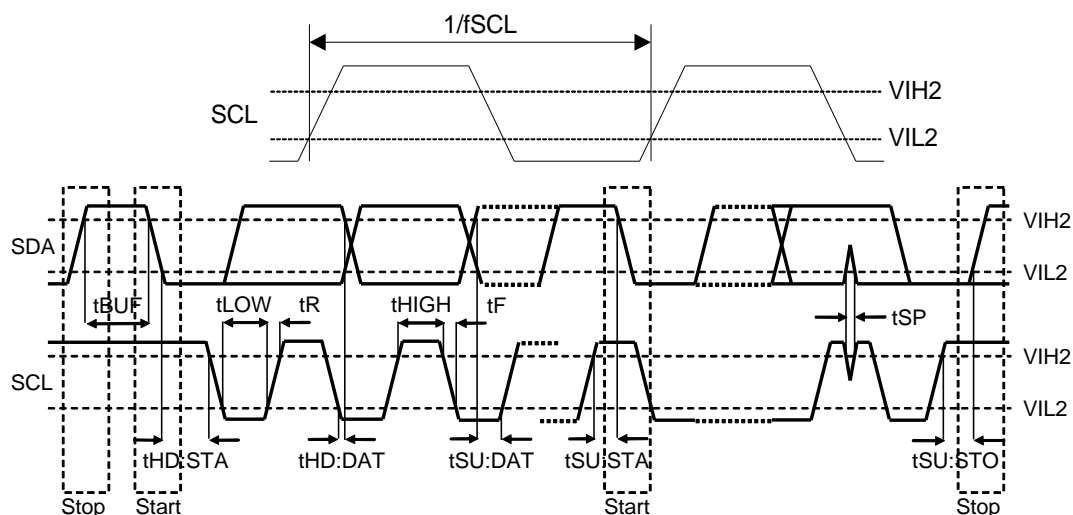 1/fSCL
SCL
VIH2
VIL2
SDA
VIH2
VIL2
tBUF
tLOW
tR
tHIGH
tF
tSP
SCL
VIH2
VIL2
tHD:STA
tHD:DAT
tSU:DAT
tSU:STA
tSU:STO
Stop
Start
Start
Stop